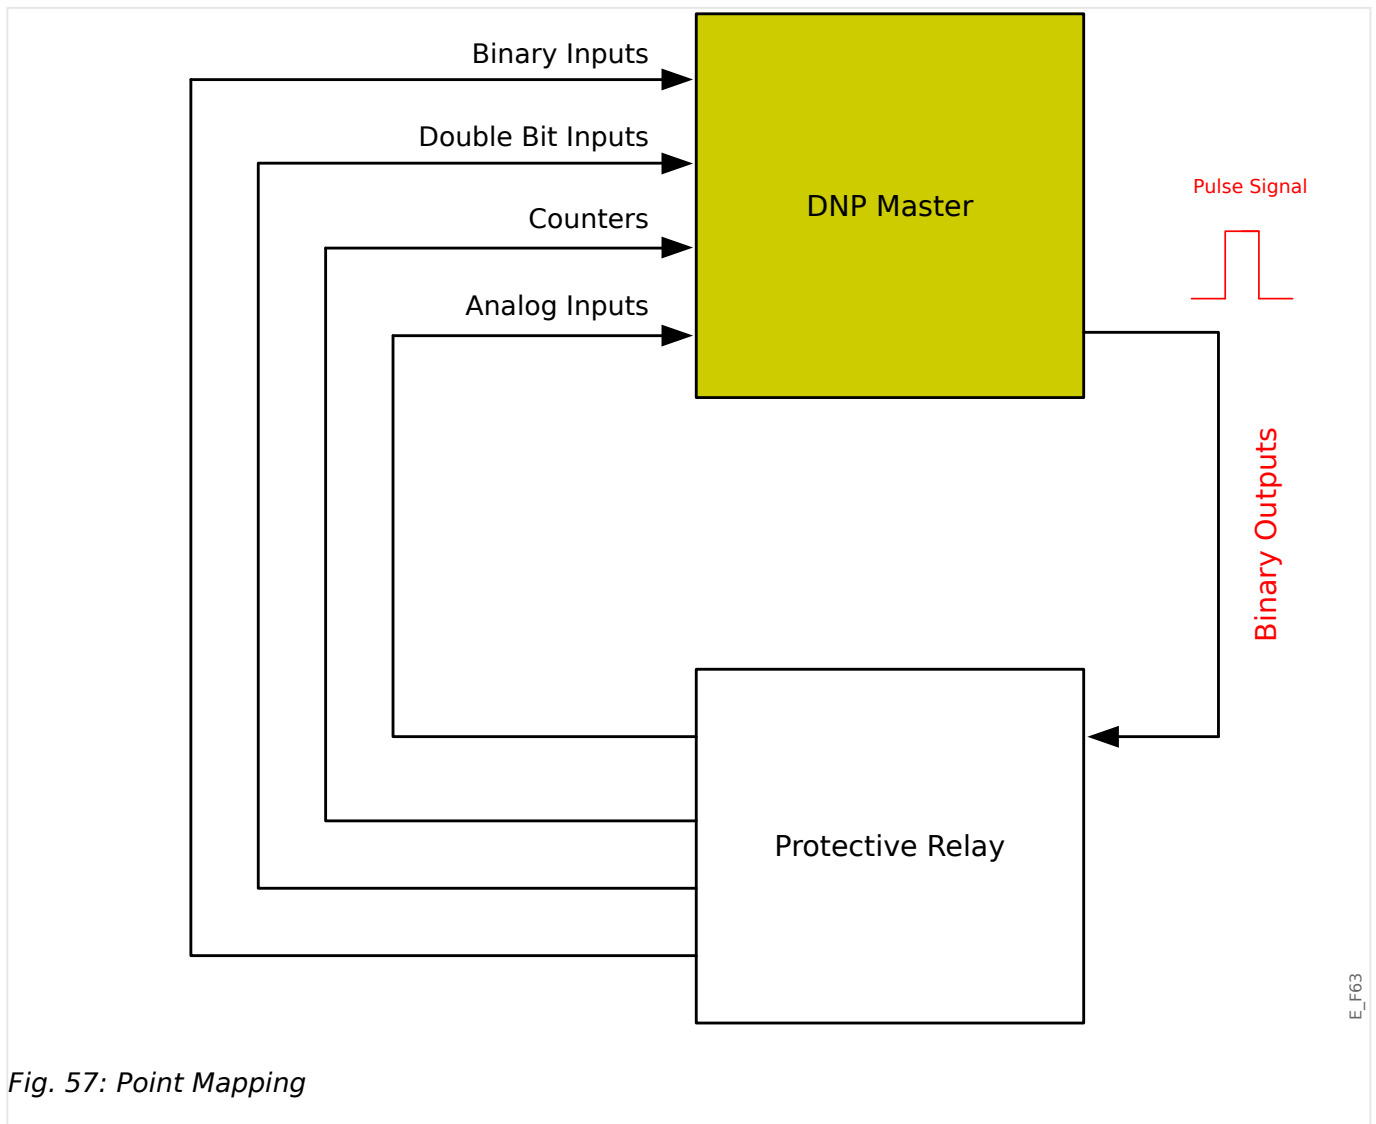 Binary Inputs
Double Bit Inputs
Counters
Analog Inputs
DNP Master
Pulse Signal
Binary Outputs
Protective Relay
E_F63
Fig. 57: Point Mapping